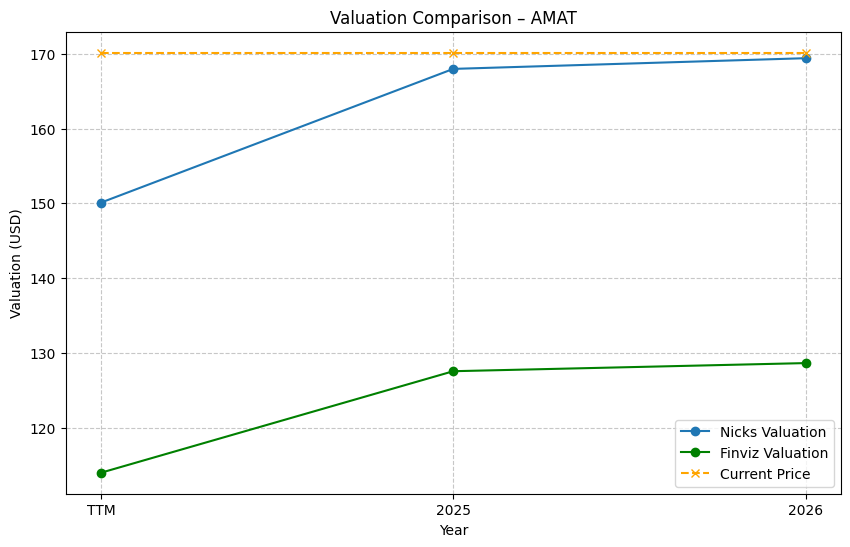 Valuation Comparison – AMAT
Valuation (USD)
170
160
150
140
130
120
TTM
2025
2026
Year
Nicks Valuation
Finviz Valuation
Current Price